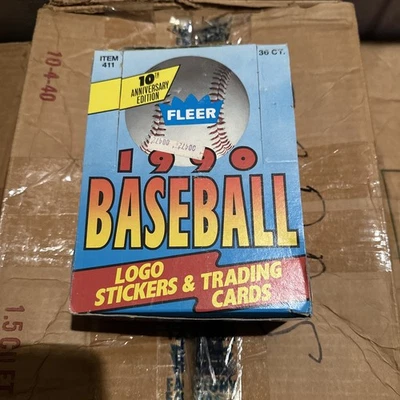 ITEM
411
36 CT.
10TH
ANNIVERSARY
EDITION
FLEER
1990
BASEBALL
LOGO
STICKERS & TRADING
CARDS
10-4-40